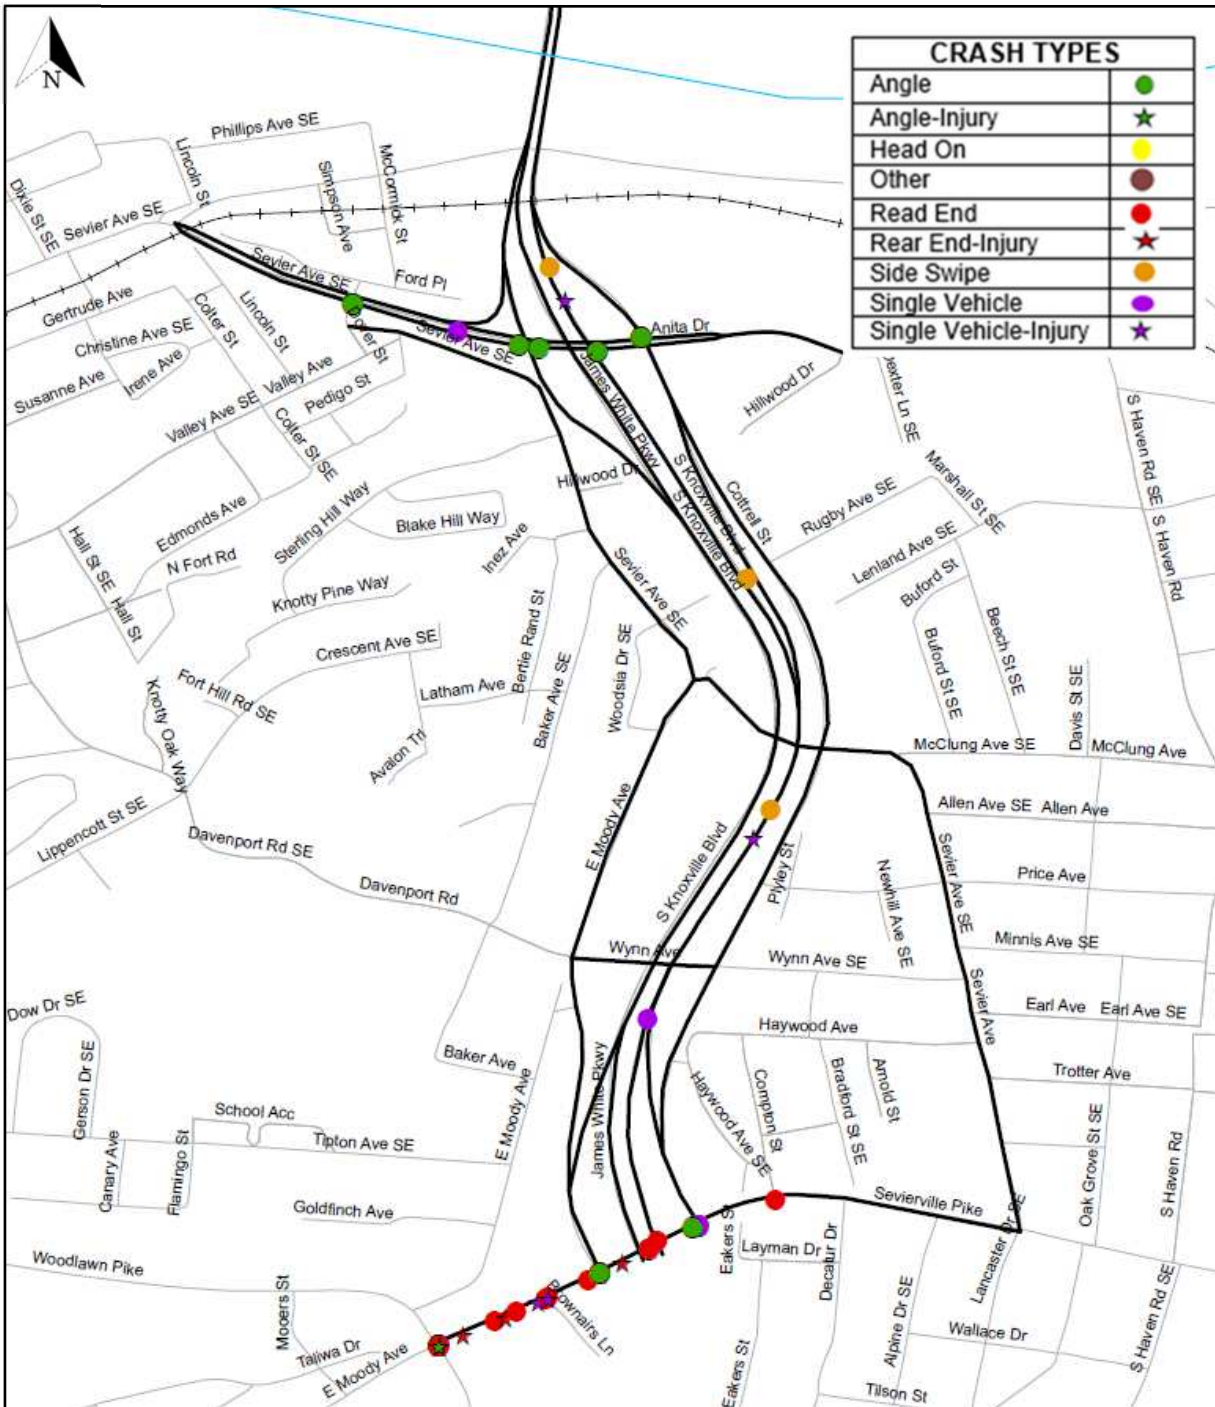 N
CRASH TYPES
Angle
Angle-Injury
Head On
Other
Read End
Rear End-Injury
Side Swipe
Single Vehicle
Single Vehicle-Injury
Phillips Ave SE
Lincoln St
Simpson Ave
McCormick St
Dixie St SE
Sevier Ave SE
Sevier Ave SE
Ford Pl
Gertrude Ave
Colter St
Lincoln St
Sevier Ave SE
Anita Dr
Christine Ave SE
Irene Ave
Susanne Ave
Valley Ave
Valley Ave SE
Pedigo St
Colter St SE
James White Pkwy
Hillwood Dr
Dexter Ln SE
S Haven Rd SE
S Haven Rd
Hillwood Dr
S Knoxville Blvd
S Knoxville Blvd
Cottrell St
Rugby Ave SE
Marshall St SE
Edmonds Ave
Sterling Hill Way
Blake Hill Way
Inez Ave
Hall St SE
Hall St
N Fort Rd
Knotty Pine Way
Sevier Ave SE
Lenland Ave SE
Buford St
Buford St SE
Beech St SE
Crescent Ave SE
Bertie Rand St
Baker Ave SE
Woodsia Dr SE
Fort Hill Rd SE
Latham Ave
Knotty Oak Way
Avalon Trl
Davis St SE
McClung Ave SE
McClung Ave
Allen Ave SE
Allen Ave
Lippencott St SE
Davenport Rd SE
Davenport Rd
E Moody Ave
S Knoxville Blvd
Plyley St
Newhill Ave SE
Sevier Ave SE
Price Ave
Minnis Ave SE
Wynn Ave
Wynn Ave SE
Sevier Ave
Earl Ave
Earl Ave SE
Dow Dr SE
Gerson Dr SE
Haywood Ave
Baker Ave
James White Pkwy
Haywood Ave SE
Compton St
Bradford St SE
Arnold St
Trotter Ave
School Acc
Tipton Ave SE
E Moody Ave
Canary Ave
Flamingo St
Goldfinch Ave
Sevierville Pike
Oak Grove St SE
S Haven Rd
Woodlawn Pike
Eakers St
Layman Dr
Decatur Dr
Lancaster Dr SE
Mooers St
Taliwa Dr
E Moody Ave
Eakers St
Alpine Dr SE
Wallace Dr
S Haven Rd SE
Tilson St